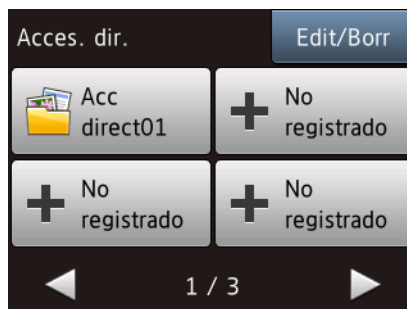 Acces. dir.
Edit/Borr
Acc
direct01
No
registrado
No
registrado
No
registrado
1 / 3